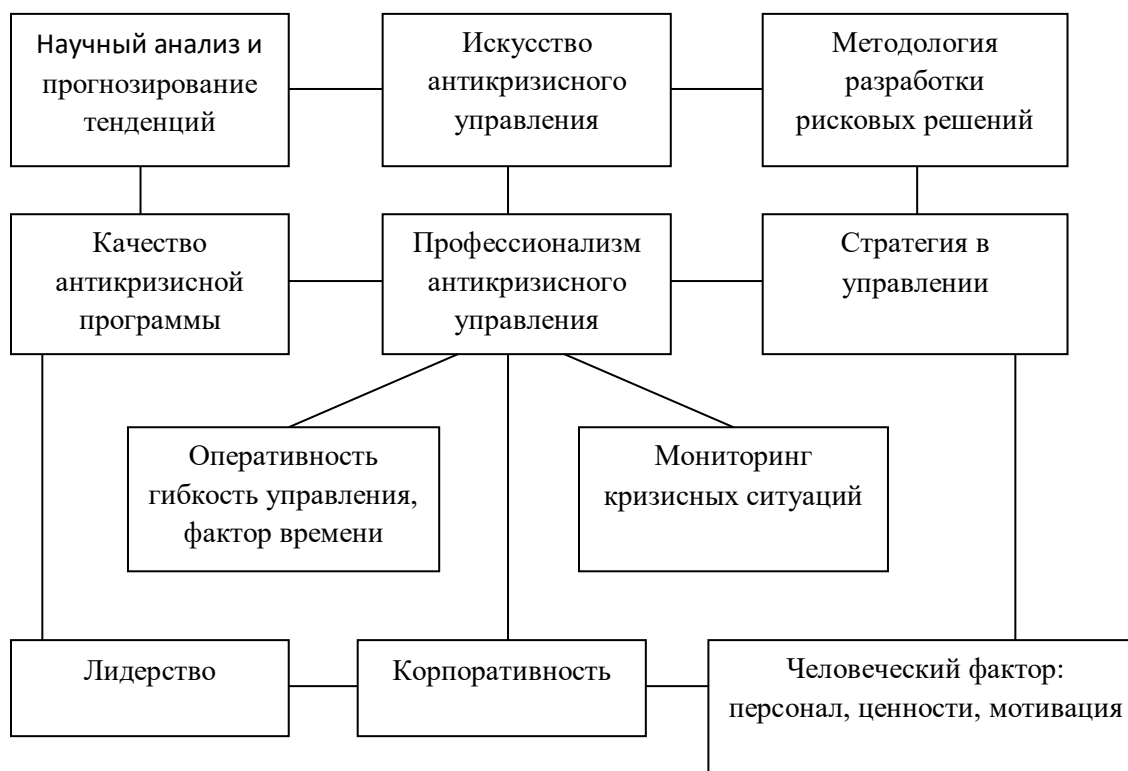 Научный анализ и
прогнозирование
тенденций
Искусство
антикризисного
управления
Методология
разработки
рисковых решений
Качество
антикризисной
программы
Профессионализм
антикризисного
управления
Стратегия в
управлении
Оперативность
гибкость управления,
фактор времени
Мониторинг
кризисных ситуаций
Лидерство
Корпоративность
Человеческий фактор:
персонал, ценности, мотивация